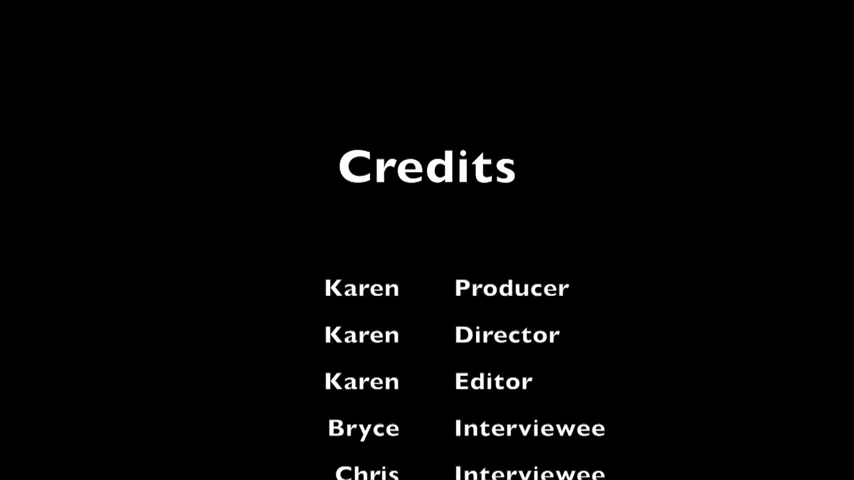 Credits
Karen Producer
Karen Director
Karen Editor
Bryce Interviewee
Chris Interviewee